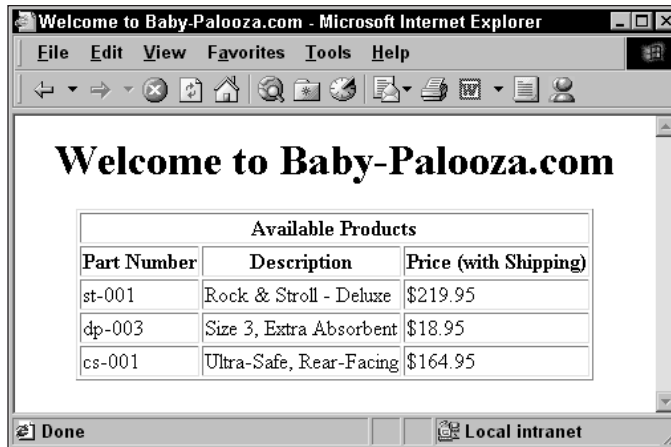 Welcome to Baby-Palooza.com - Microsoft Internet Explorer
File Edit View Favorites Tools Help
Welcome to Baby-Palooza.com
Available Products
Part Number Description Price (with Shipping)
st-001 Rock & Stroll - Deluxe $219.95
dp-003 Size 3, Extra Absorbent $18.95
cs-001 Ultra-Safe, Rear-Facing $164.95
Done Local intranet